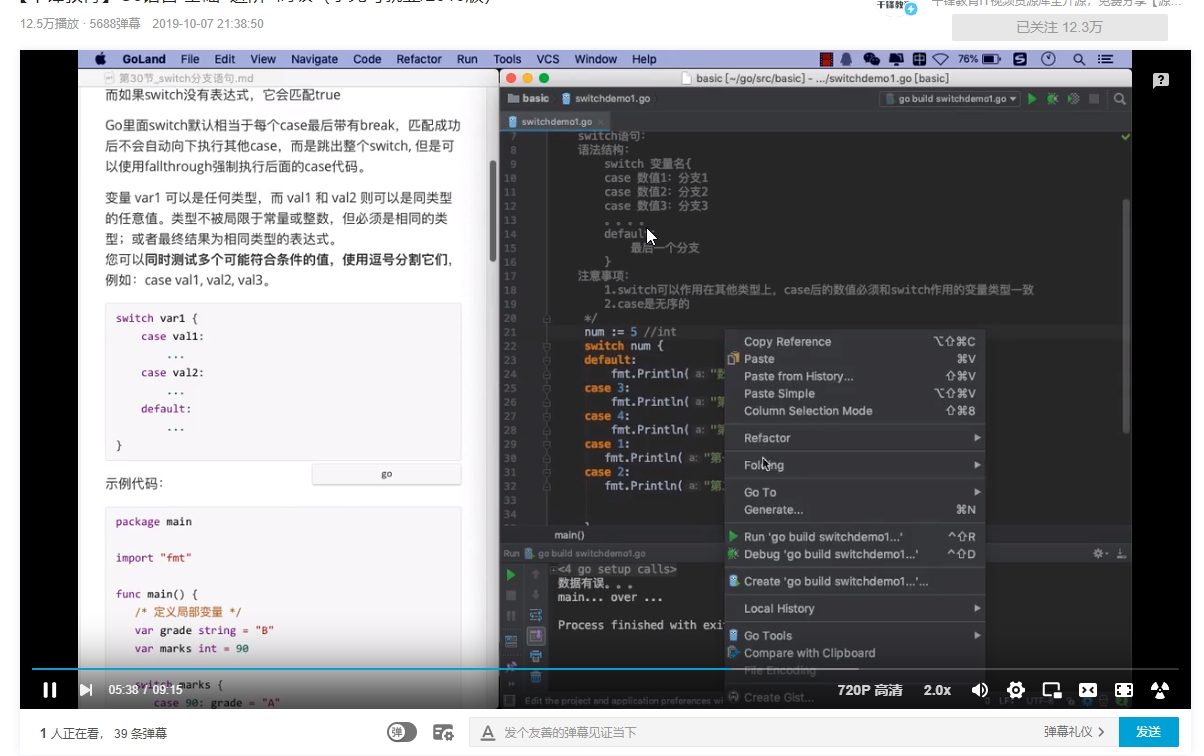 12.5万播放 · 5688弹幕 2019-10-07 21:38:50
已关注 12.3万
GoLand File Edit View Navigate Code Refactor Run Tools VCS Window Help 76%
第30节_switch分支语句.md
basic [~/go/src/basic] - .../switchdemo1.go [basic]
basic switchdemo1.go
go build switchdemo1.go
switchdemo1.go
而如果switch没有表达式，它会匹配true
Go里面switch默认相当于每个case最后带有break，匹配成功
后不会自动向下执行其他case，而是跳出整个switch, 但是可
以使用fallthrough强制执行后面的case代码。
变量 var1 可以是任何类型，而 val1 和 val2 则可以是同类型
的任意值。类型不被局限于常量或整数，但必须是相同的类
型；或者最终结果为相同类型的表达式。
您可以同时测试多个可能符合条件的值，使用逗号分割它们，
例如：case val1, val2, val3。
switch var1 {
case val1:
...
case val2:
...
default:
...
}
go
示例代码：
package main
import "fmt"
func main() {
/* 定义局部变量 */
var grade string = "B"
var marks int = 90
switch marks {
case 90: grade = "A"
7 switch语句：
8 语法结构：
9 switch 变量名{
10 case 数值1: 分支1
11 case 数值2: 分支2
12 case 数值3: 分支3
13 。。。。
14 defaul
15 最后一个分支
16 }
17 注意事项：
18 1.switch可以作用在其他类型上，case后的数值必须和switch作用的变量类型一致
19 2.case是无序的
20 */
21 num := 5 //int
22 switch num {
23 default:
24 fmt.Println( a: "数
25 case 3:
26 fmt.Println( a: "第
27 case 4:
28 fmt.Println( a: "第
29 case 1:
30 fmt.Println( a: "第
31 case 2:
32 fmt.Println( a: "第
33
34
main()
Copy Reference ⌥⇧⌘C
Paste ⌘V
Paste from History... ⇧⌘V
Paste Simple ⌥⇧⌘V
Column Selection Mode ⇧⌘8
Refactor
Folding
Go To
Generate... ⌘N
Run 'go build switchdemo1...' ^⇧R
Debug 'go build switchdemo1...' ^⇧D
Create 'go build switchdemo1...'...
Local History
Go Tools
Compare with Clipboard
File Encoding
Create Gist...
Run go build switchdemo1.go
<4 go setup calls>
数据有误。。。
main... over ...
Process finished with exi
Edit the project and application preferences wi
05:38 / 09:15
720P 高清 2.0x
1 人正在看， 39 条弹幕
弹
发个友善的弹幕见证当下
弹幕礼仪 >
发送